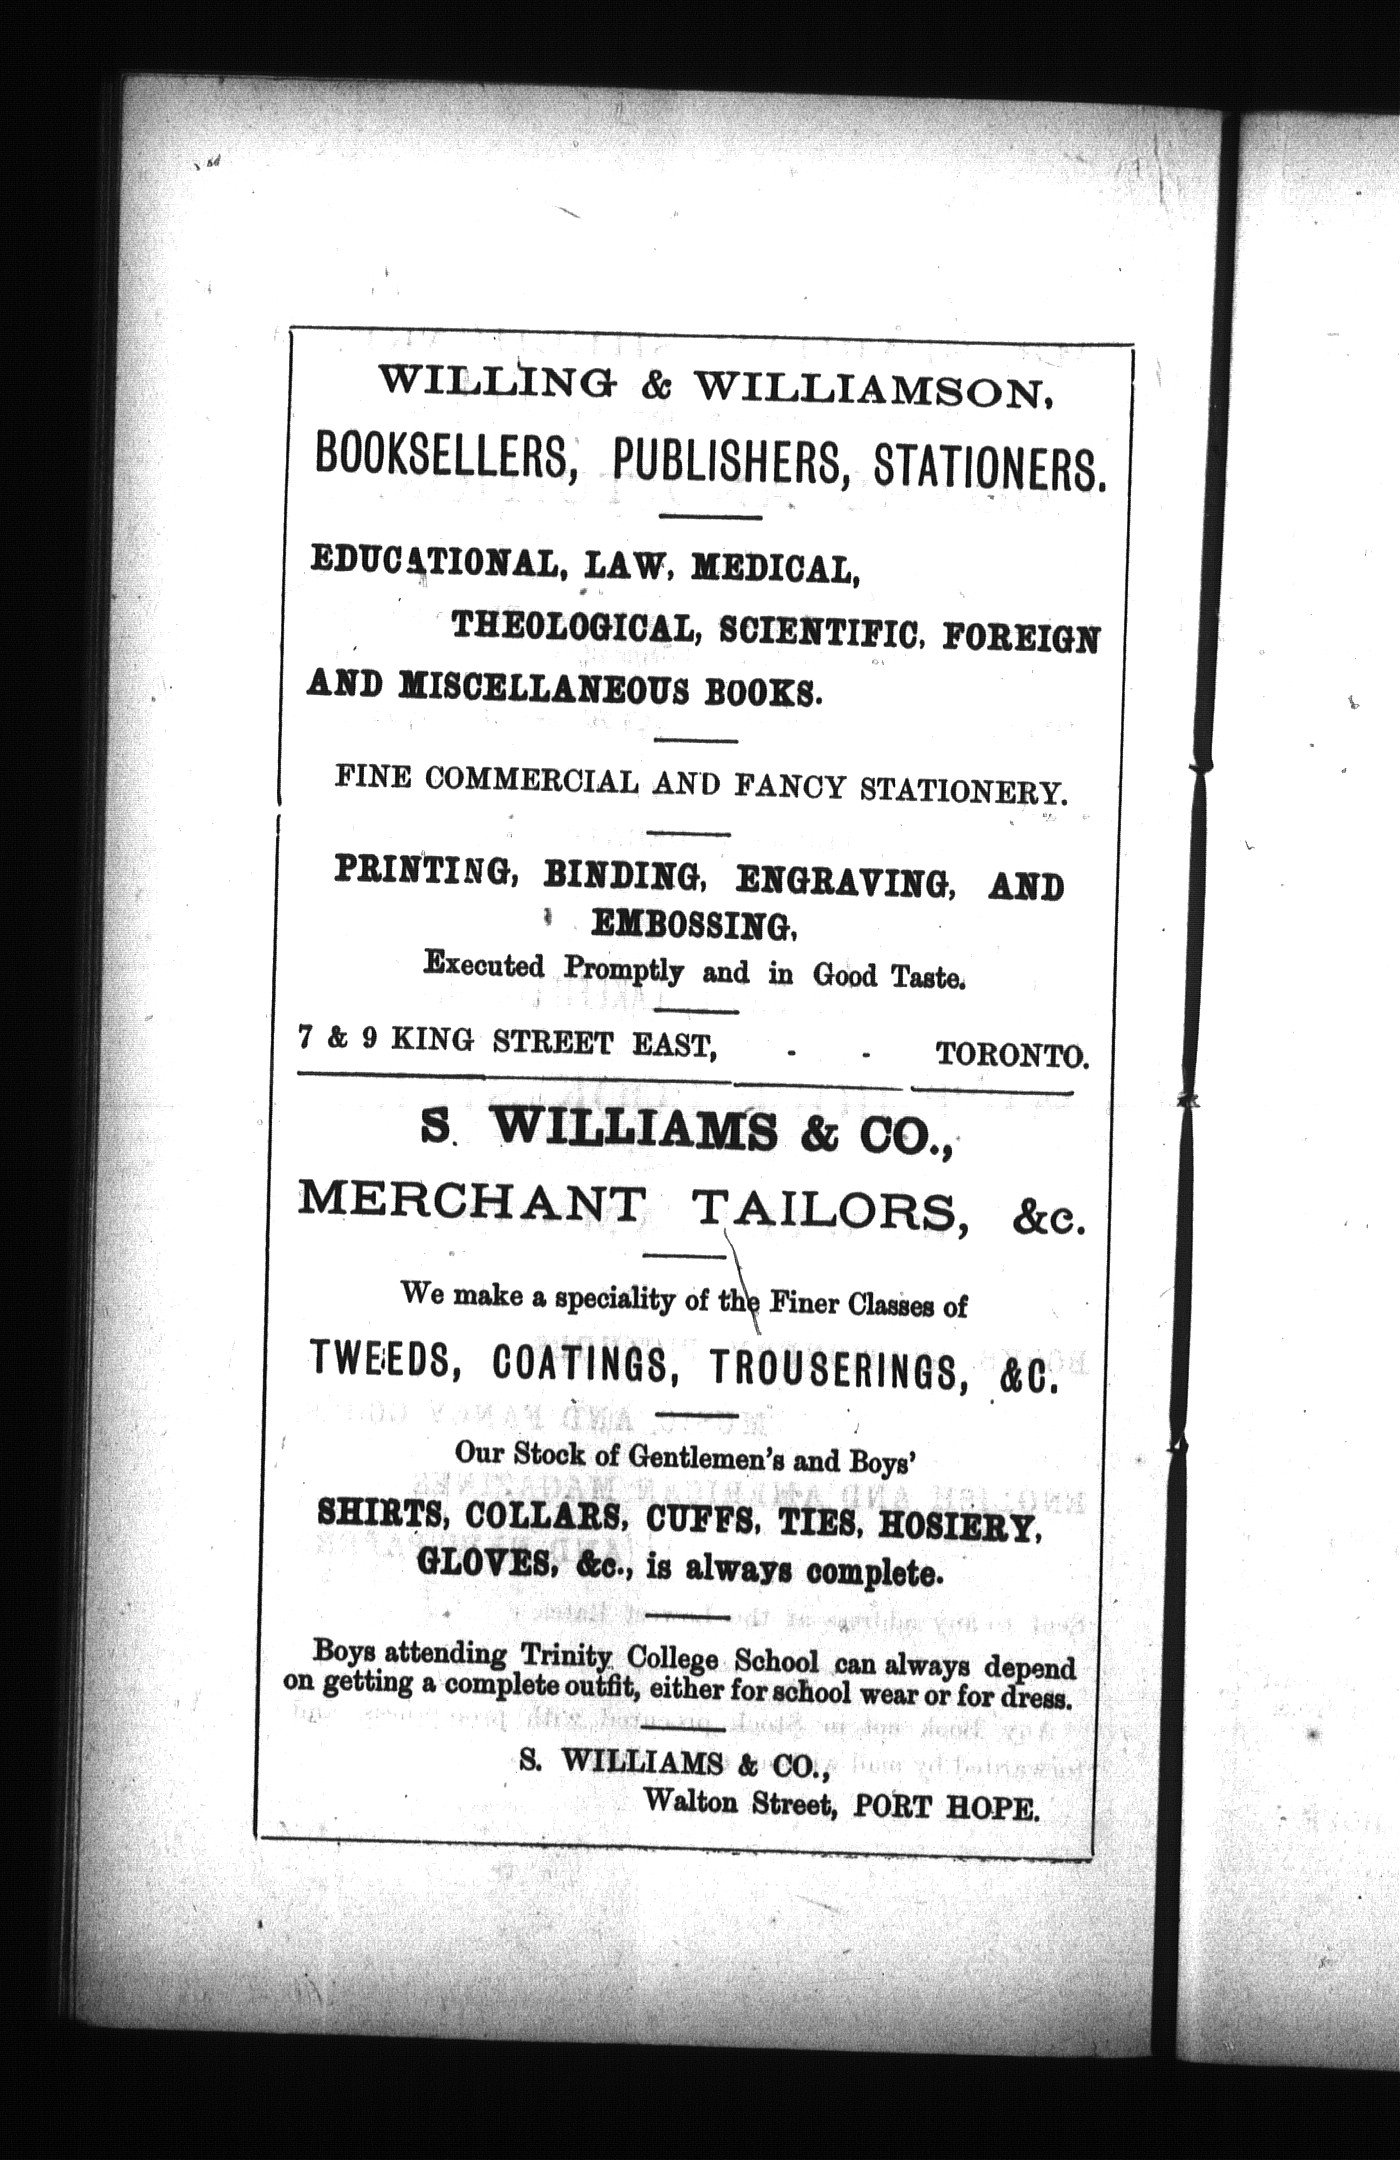 WILLING & WILLIAMSON,
BOOKSELLERS, PUBLISHERS, STATIONERS.
EDUCATIONAL, LAW, MEDICAL,
THEOLOGICAL, SCIENTIFIC, FOREIGN
AND MISCELLANEOUS BOOKS.
FINE COMMERCIAL AND FANCY STATIONERY.
PRINTING, BINDING, ENGRAVING, AND
EMBOSSING,
Executed Promptly and in Good Taste.
7 & 9 KING STREET EAST, - - TORONTO.
S. WILLIAMS & CO.,
MERCHANT TAILORS, &c.
We make a speciality of the Finer Classes of
TWEEDS, COATINGS, TROUSERINGS, &C.
Our Stock of Gentlemen's and Boys'
SHIRTS, COLLARS, CUFFS, TIES, HOSIERY,
GLOVES, &c., is always complete.
Boys attending Trinity College School can always depend
on getting a complete outfit, either for school wear or for dress.
S. WILLIAMS & CO.,
Walton Street, PORT HOPE.